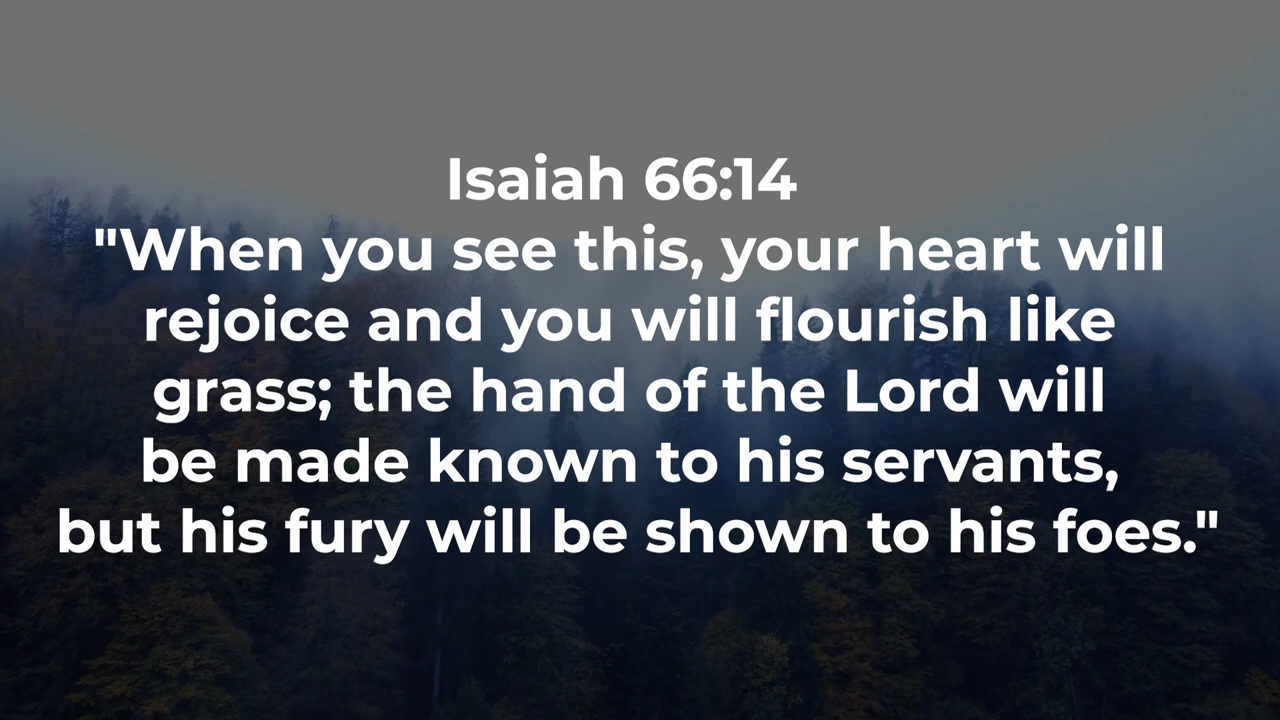 Isaiah 66:14
"When you see this, your heart will
rejoice and you will flourish like
grass; the hand of the Lord will
be made known to his servants,
but his fury will be shown to his foes."